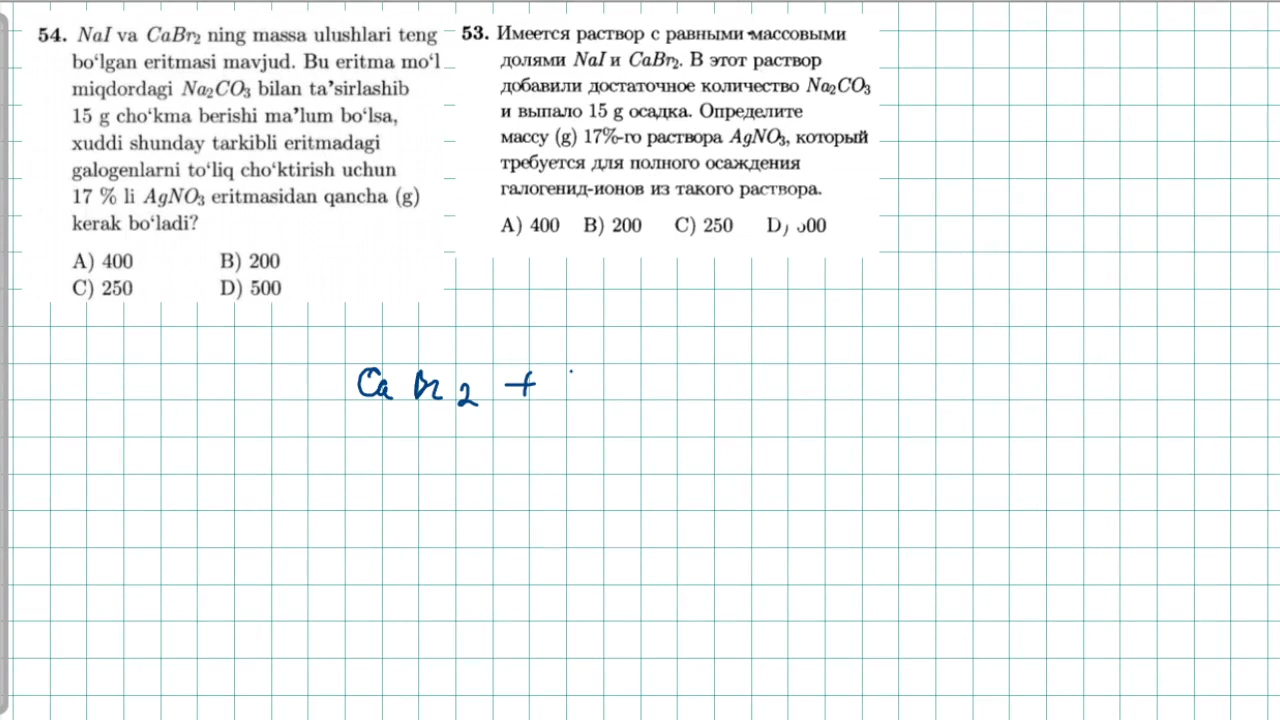 54. NaI va CaBr₂ ning massa ulushlari teng
bo‘lgan eritmasi mavjud. Bu eritma mo‘l
miqdordagi Na₂CO₃ bilan ta’sirlashib
15 g cho‘kma berishi ma’lum bo‘lsa,
xuddi shunday tarkibli eritmadagi
galogenlarni to‘liq cho‘ktirish uchun
17 % li AgNO₃ eritmasidan qancha (g)
kerak bo‘ladi?
A) 400 B) 200
C) 250 D) 500
53. Имеется раствор с равными массовыми
долями NaI и CaBr₂. В этот раствор
добавили достаточное количество Na₂CO₃
и выпало 15 g осадка. Определите
массу (g) 17%-го раствора AgNO₃, который
требуется для полного осаждения
галогенид-ионов из такого раствора.
A) 400 B) 200 C) 250 D) 500
CaBr₂ +